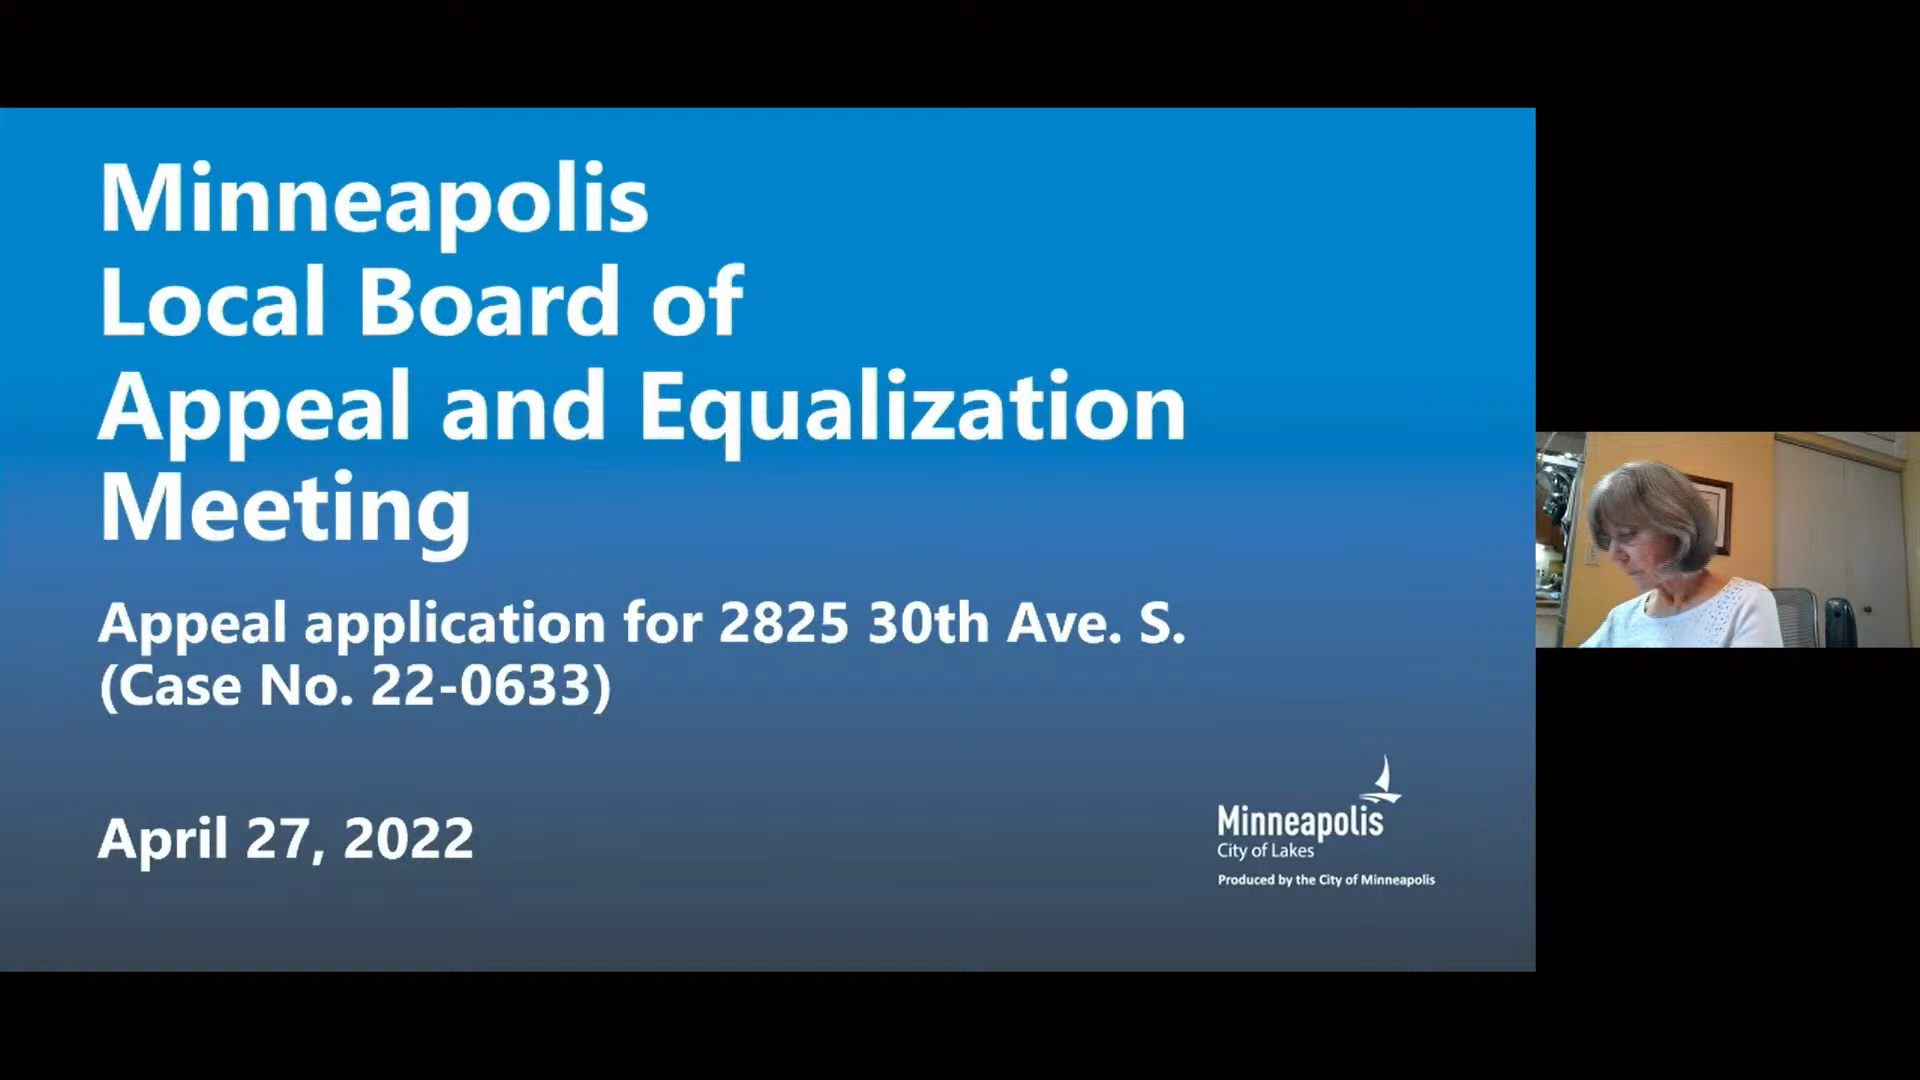 Minneapolis
Local Board of
Appeal and Equalization
Meeting
Appeal application for 2825 30th Ave. S.
(Case No. 22-0633)
April 27, 2022
Minneapolis
City of Lakes
Produced by the City of Minneapolis